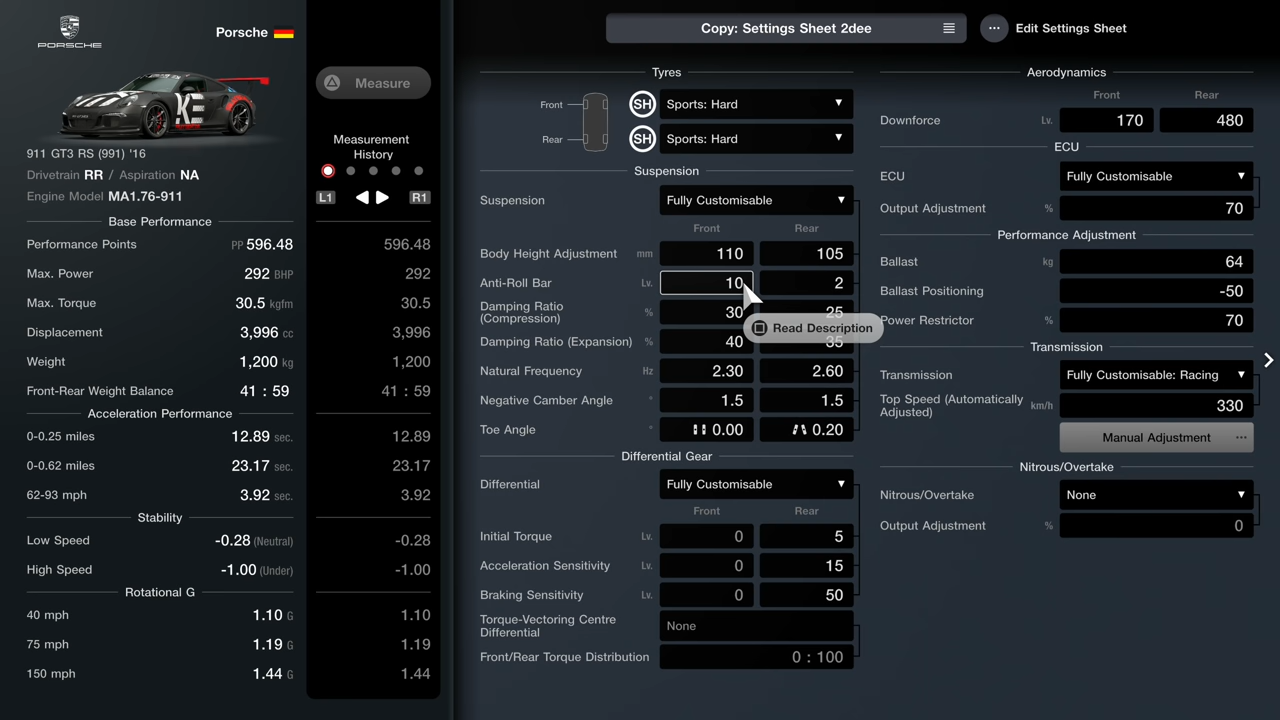 PORSCHE
Porsche
911 GT3 RS (991) '16
Drivetrain RR / Aspiration NA
Engine Model MA1.76-911
Base Performance
Performance Points PP 596.48
Max. Power 292 BHP
Max. Torque 30.5 kgfm
Displacement 3,996 cc
Weight 1,200 kg
Front-Rear Weight Balance 41 : 59
Acceleration Performance
0-0.25 miles 12.89 sec.
0-0.62 miles 23.17 sec.
62-93 mph 3.92 sec.
Stability
Low Speed -0.28 (Neutral)
High Speed -1.00 (Under)
Rotational G
40 mph 1.10 G
75 mph 1.19 G
150 mph 1.44 G
Measure
Measurement
History
L1 R1
596.48
292
30.5
3,996
1,200
41 : 59
12.89
23.17
3.92
-0.28
-1.00
1.10
1.19
1.44
Copy: Settings Sheet 2dee
Edit Settings Sheet
Tyres
Front SH Sports: Hard
Rear SH Sports: Hard
Suspension
Suspension Fully Customisable
Front Rear
Body Height Adjustment mm 110 105
Anti-Roll Bar Lv. 10 2
Damping Ratio
(Compression) % 30 25
Read Description
Damping Ratio (Expansion) % 40 35
Natural Frequency Hz 2.30 2.60
Negative Camber Angle ° 1.5 1.5
Toe Angle ° 0.00 0.20
Differential Gear
Differential Fully Customisable
Front Rear
Initial Torque Lv. 0 5
Acceleration Sensitivity Lv. 0 15
Braking Sensitivity Lv. 0 50
Torque-Vectoring Centre
Differential None
Front/Rear Torque Distribution 0 : 100
Aerodynamics
Front Rear
Downforce Lv. 170 480
ECU
ECU Fully Customisable
Output Adjustment % 70
Performance Adjustment
Ballast kg 64
Ballast Positioning -50
Power Restrictor % 70
Transmission
Transmission Fully Customisable: Racing
Top Speed (Automatically
Adjusted) km/h 330
Manual Adjustment
Nitrous/Overtake
Nitrous/Overtake None
Output Adjustment % 0